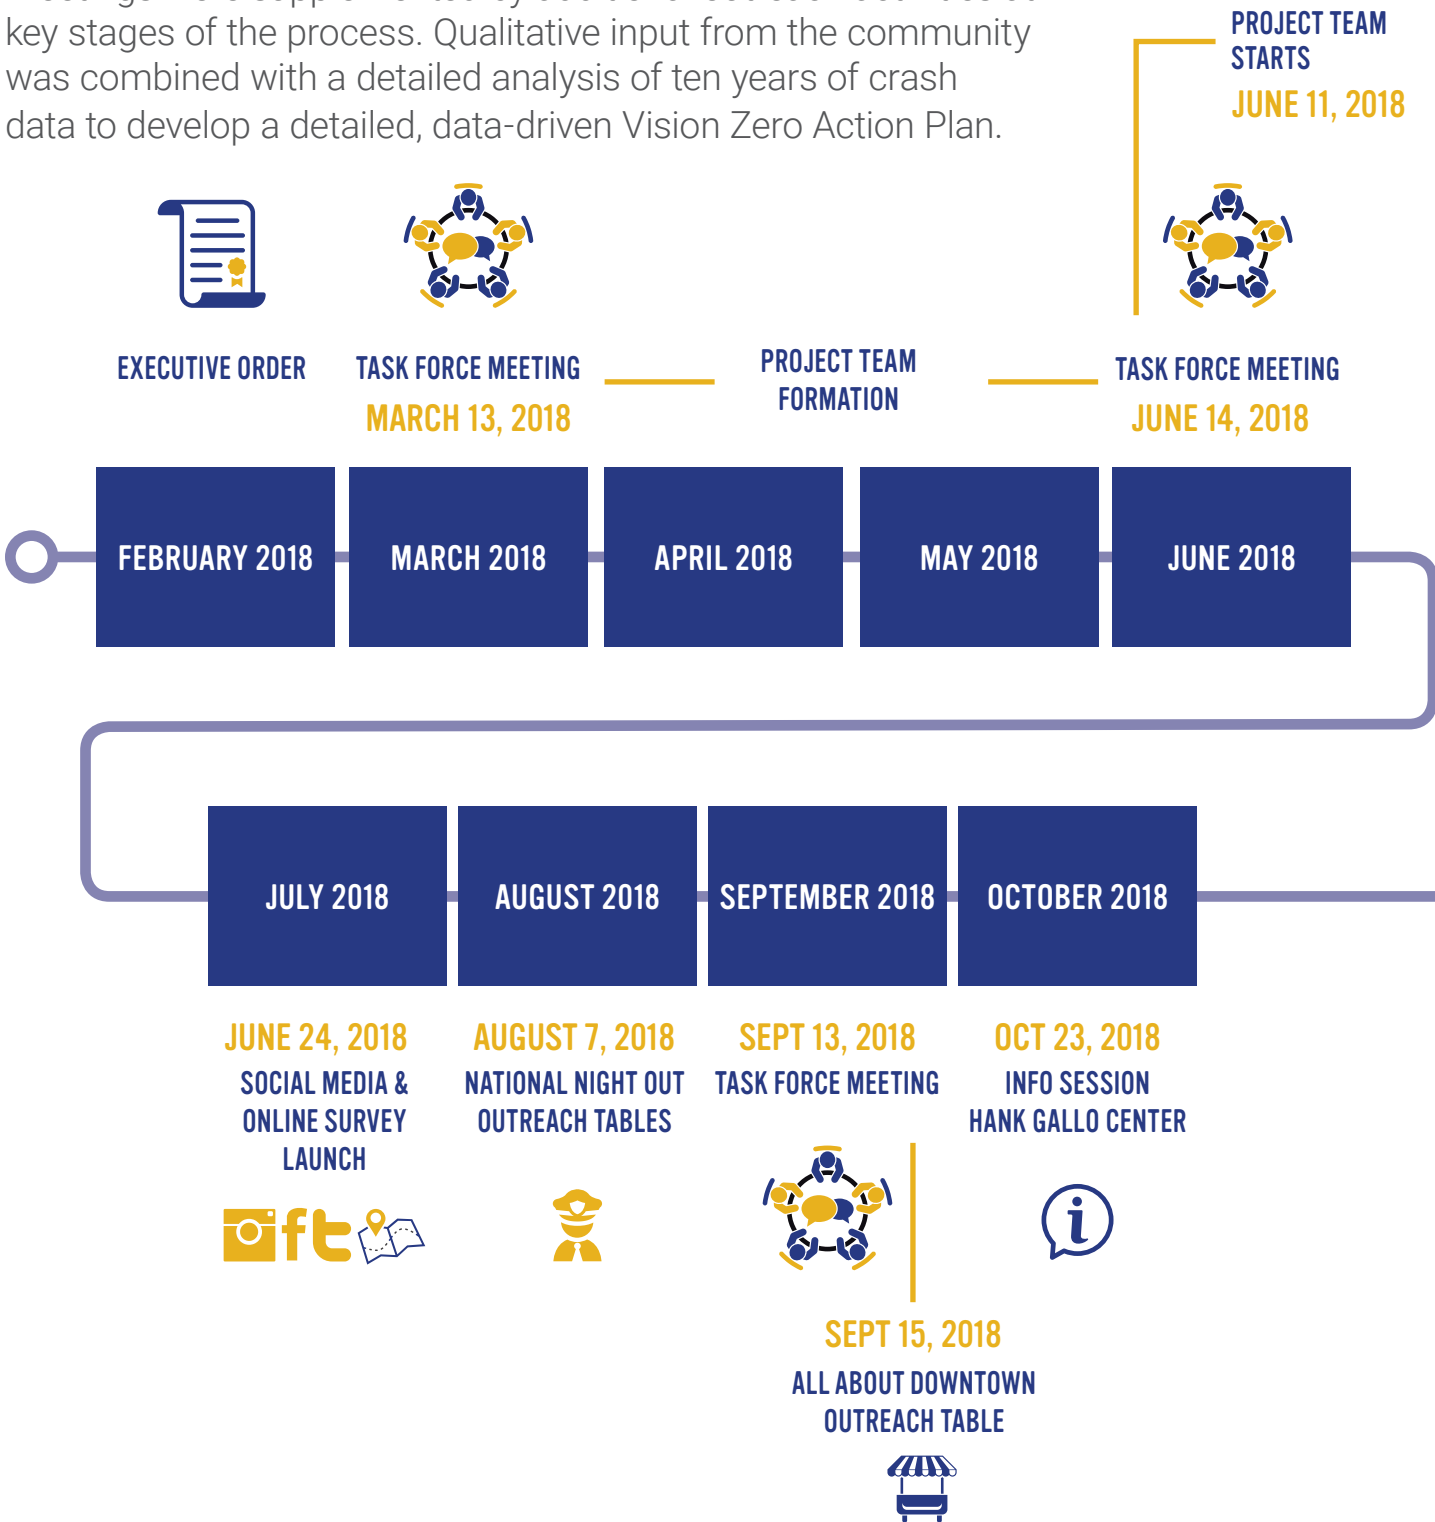 key stages of the process. Qualitative input from the community
was combined with a detailed analysis of ten years of crash
data to develop a detailed, data-driven Vision Zero Action Plan.
PROJECT TEAM
STARTS
JUNE 11, 2018
EXECUTIVE ORDER
TASK FORCE MEETING
MARCH 13, 2018
PROJECT TEAM
FORMATION
TASK FORCE MEETING
JUNE 14, 2018
FEBRUARY 2018
MARCH 2018
APRIL 2018
MAY 2018
JUNE 2018
JULY 2018
AUGUST 2018
SEPTEMBER 2018
OCTOBER 2018
JUNE 24, 2018
SOCIAL MEDIA &
ONLINE SURVEY
LAUNCH
AUGUST 7, 2018
NATIONAL NIGHT OUT
OUTREACH TABLES
SEPT 13, 2018
TASK FORCE MEETING
OCT 23, 2018
INFO SESSION
HANK GALLO CENTER
SEPT 15, 2018
ALL ABOUT DOWNTOWN
OUTREACH TABLE